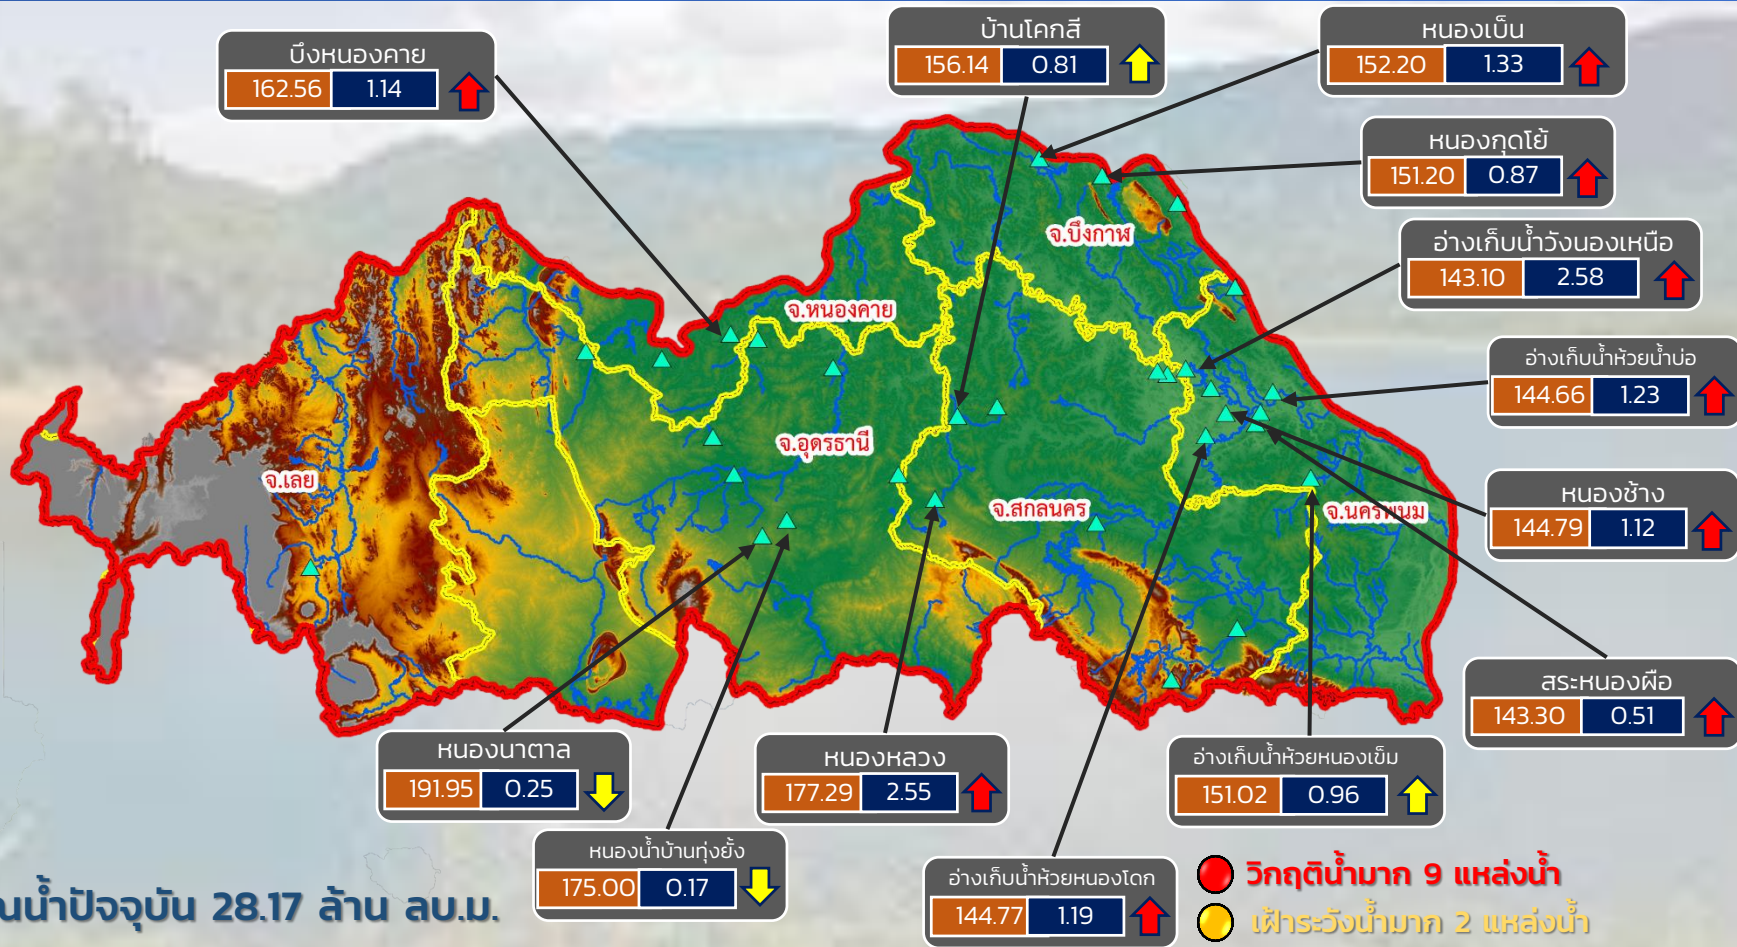 บึงหนองคาย
162.56 1.14
บ้านโคกสี
156.14 0.81
หนองเบ็น
152.20 1.33
หนองกุดโย้
151.20 0.87
อ่างเก็บน้ำวังนองเหนือ
143.10 2.58
อ่างเก็บน้ำห้วยน้ำบ่อ
144.66 1.23
หนองช้าง
144.79 1.12
สระหนองผือ
143.30 0.51
จ.บึงกาฬ
จ.หนองคาย
จ.อุดรธานี
จ.เลย
จ.สกลนคร
จ.นครพนม
หนองนาตาล
191.95 0.25
หนองหลวง
177.29 2.55
อ่างเก็บน้ำห้วยหนองเข็ม
151.02 0.96
หนองน้ำบ้านทุ่งยั้ง
175.00 0.17
อ่างเก็บน้ำห้วยหนองโดก
144.77 1.19
ณน้ำปัจจุบัน 28.17 ล้าน ลบ.ม.
วิกฤติน้ำมาก 9 แหล่งน้ำ
เฝ้าระวังน้ำมาก 2 แหล่งน้ำ